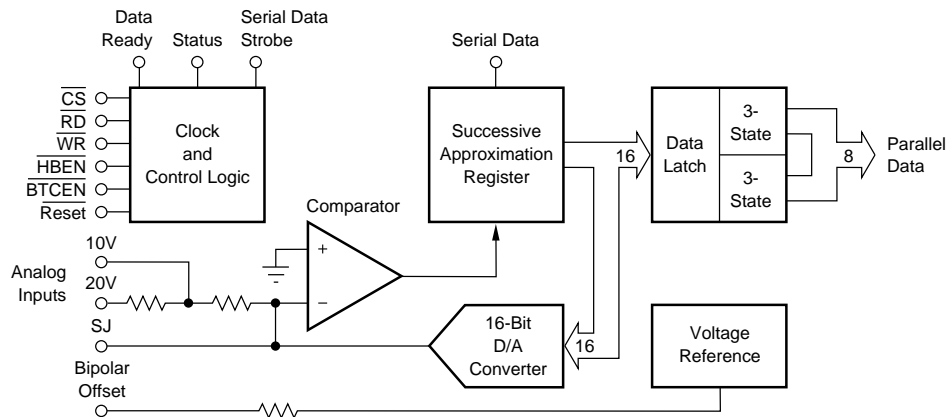 Data
Ready
Status
Serial Data
Strobe
Serial Data
CS
RD
WR
HBEN
BTCEN
Reset
Clock
and
Control Logic
Successive
Approximation
Register
16
Data
Latch
3-
State
3-
State
8
Parallel
Data
Comparator
+
–
Analog
Inputs
10V
20V
SJ
Bipolar
Offset
16-Bit
D/A
Converter
16
Voltage
Reference